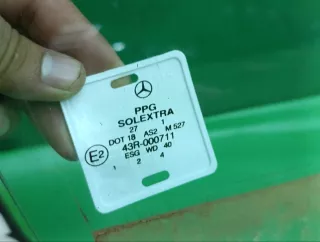 PPG
SOLEXTRA
27 1
DOT 18 AS2 M 527
E2 43R-000711
ESG WD 40
1 2 4